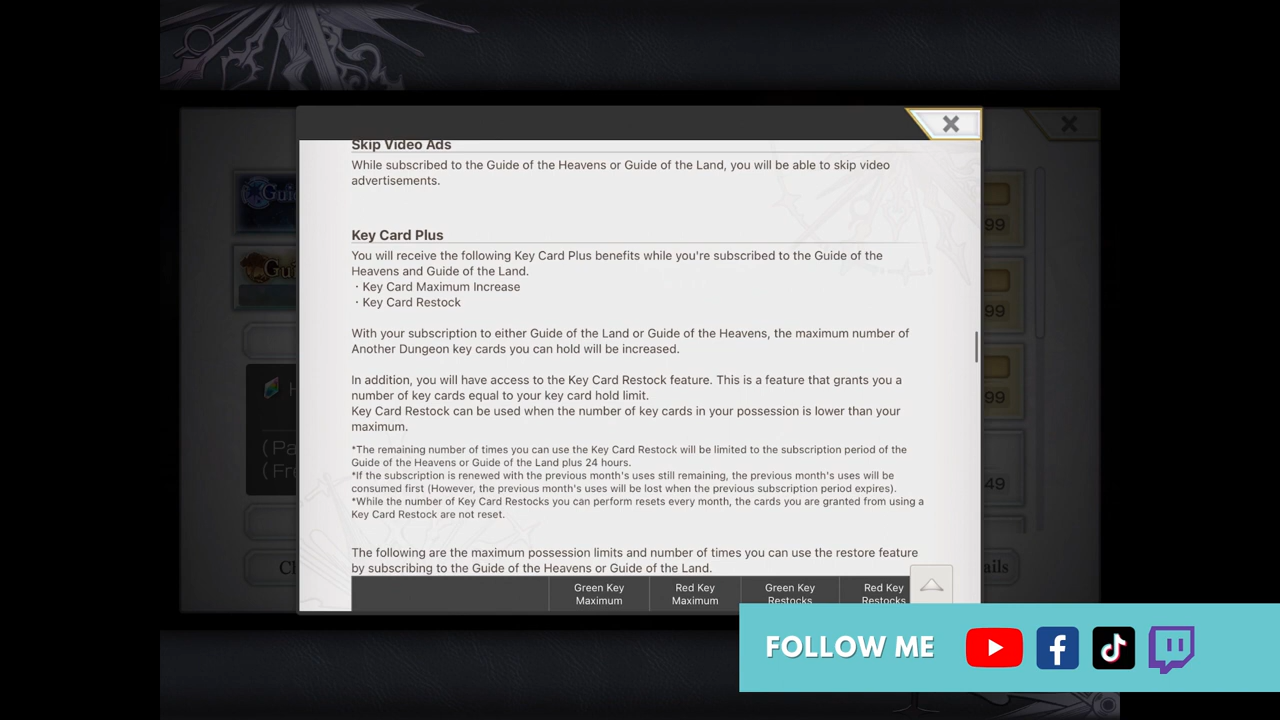 Skip Video Ads
While subscribed to the Guide of the Heavens or Guide of the Land, you will be able to skip video
advertisements.
Key Card Plus
You will receive the following Key Card Plus benefits while you're subscribed to the Guide of the
Heavens and Guide of the Land.
・Key Card Maximum Increase
・Key Card Restock
With your subscription to either Guide of the Land or Guide of the Heavens, the maximum number of
Another Dungeon key cards you can hold will be increased.
In addition, you will have access to the Key Card Restock feature. This is a feature that grants you a
number of key cards equal to your key card hold limit.
Key Card Restock can be used when the number of key cards in your possession is lower than your
maximum.
*The remaining number of times you can use the Key Card Restock will be limited to the subscription period of the
Guide of the Heavens or Guide of the Land plus 24 hours.
*If the subscription is renewed with the previous month's uses still remaining, the previous month's uses will be
consumed first (However, the previous month's uses will be lost when the previous subscription period expires).
*While the number of Key Card Restocks you can perform resets every month, the cards you are granted from using a
Key Card Restock are not reset.
The following are the maximum possession limits and number of times you can use the restore feature
by subscribing to the Guide of the Heavens or Guide of the Land.
Green Key Maximum
Red Key Maximum
Green Key Restocks
Red Key Restocks
99
99
99
49
FOLLOW ME